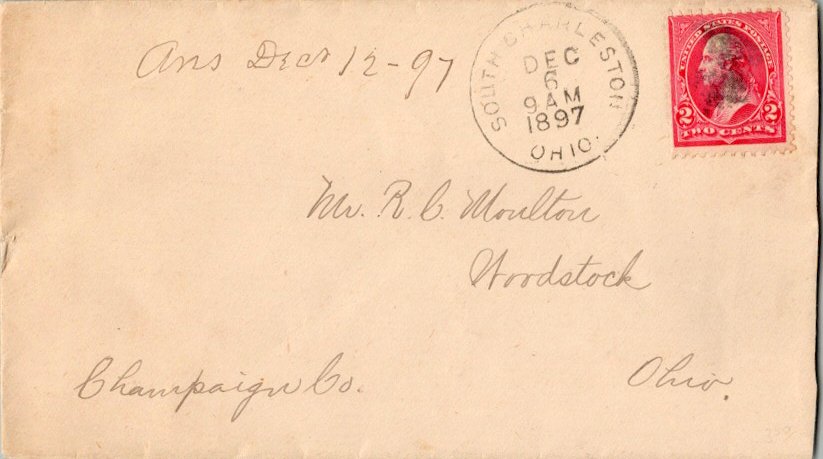 Ans Decr 12-97
SOUTH CHARLESTON
DEC
6
9 AM
1897
OHIO.
UNITED STATES POSTAGE
2 2
TWO CENTS
Mr. R. C. Moulton
Woodstock
Champaign Co.
Ohio.